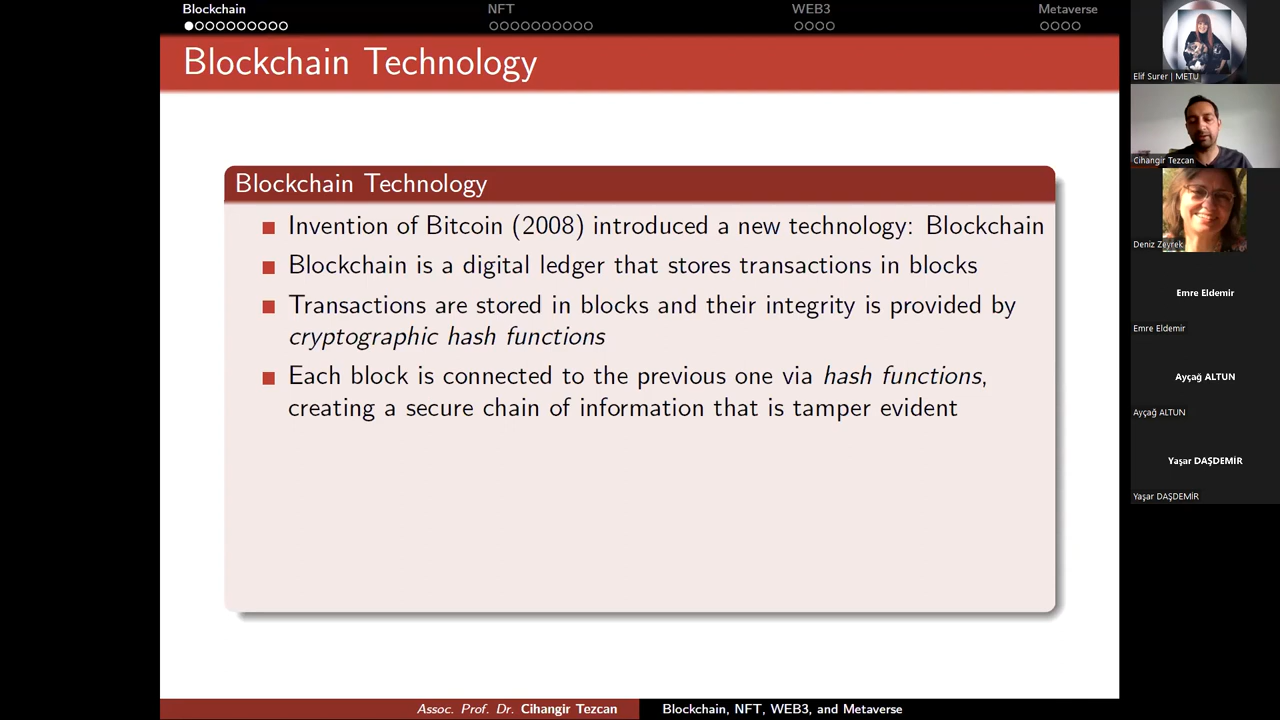 Blockchain
NFT
WEB3
Metaverse
Blockchain Technology
Blockchain Technology
Invention of Bitcoin (2008) introduced a new technology: Blockchain
Blockchain is a digital ledger that stores transactions in blocks
Transactions are stored in blocks and their integrity is provided by
cryptographic hash functions
Each block is connected to the previous one via hash functions,
creating a secure chain of information that is tamper evident
Assoc. Prof. Dr. Cihangir Tezcan
Blockchain, NFT, WEB3, and Metaverse
Elif Surer | METU
Cihangir Tezcan
Deniz Zeyrek
Emre Eldemir
Emre Eldemir
Ayçağ ALTUN
Ayçağ ALTUN
Yaşar DAŞDEMİR
Yaşar DAŞDEMİR